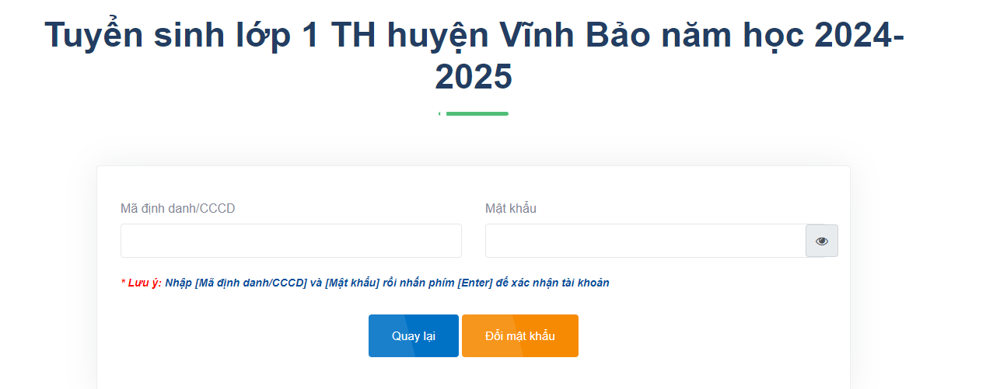 Tuyển sinh lớp 1 TH huyện Vĩnh Bảo năm học 2024-
2025
Mã định danh/CCCD
Mật khẩu
* Lưu ý: Nhập [Mã định danh/CCCD] và [Mật khẩu] rồi nhấn phím [Enter] để xác nhận tài khoản
Quay lại
Đổi mật khẩu